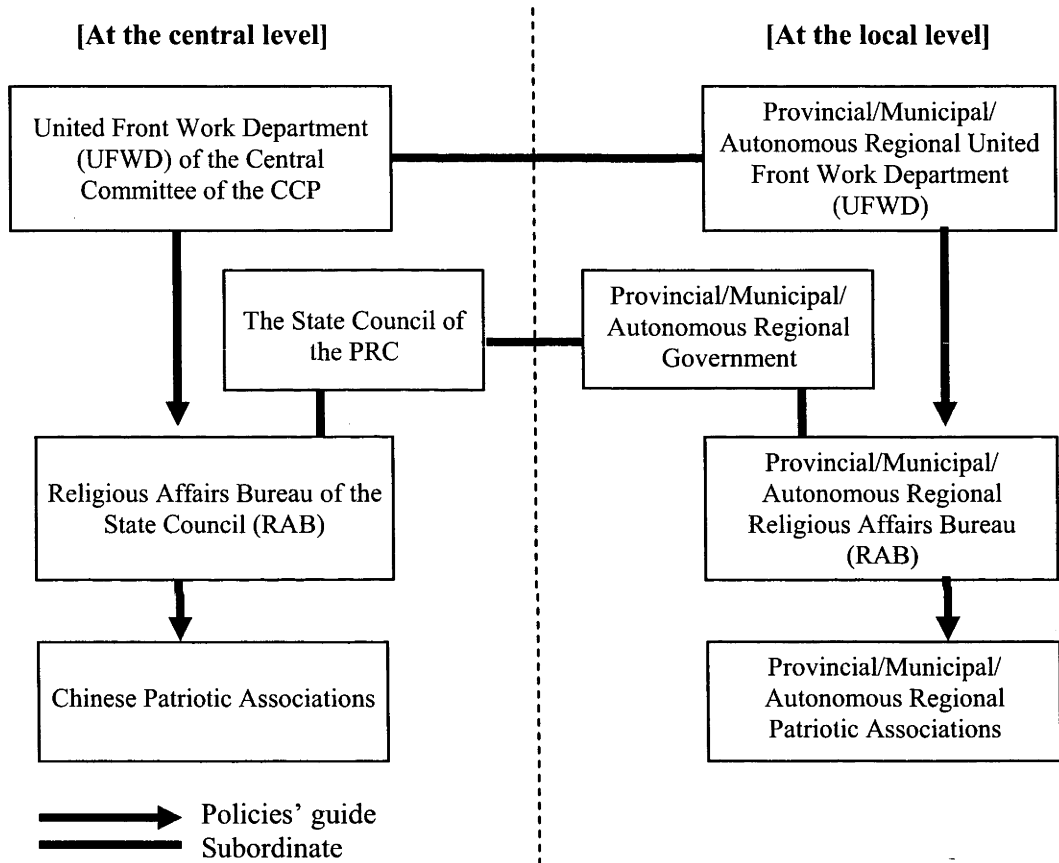 [At the central level]
[At the local level]
United Front Work Department
(UFWD) of the Central
Committee of the CCP
Provincial/Municipal/
Autonomous Regional United
Front Work Department
(UFWD)
The State Council of
the PRC
Provincial/Municipal/
Autonomous Regional
Government
Religious Affairs Bureau of the
State Council (RAB)
Provincial/Municipal/
Autonomous Regional
Religious Affairs Bureau
(RAB)
Chinese Patriotic Associations
Provincial/Municipal/
Autonomous Regional
Patriotic Associations
Policies’ guide
Subordinate